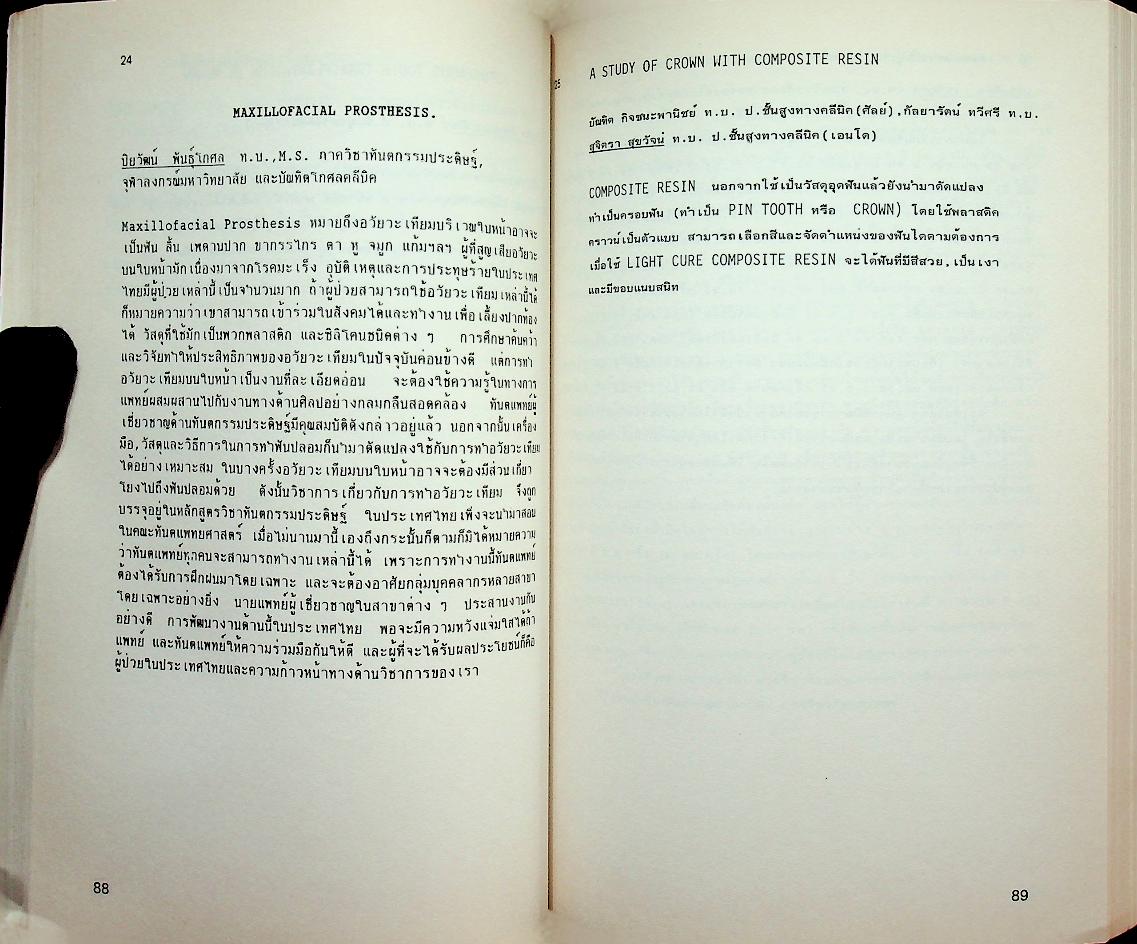 24
MAXILLOFACIAL PROSTHESIS.
ปิยวัฒน์ พันธุ์โกศล ท.บ.,M.S. ภาควิชาทันตกรรมประดิษฐ์,
จุฬาลงกรณ์มหาวิทยาลัย และบัณฑิตโกศลคลีนิค
Maxillofacial Prosthesis หมายถึงอวัยวะเทียมบริเวณใบหน้าอาจจะ
เป็นฟัน ลิ้น เพดานปาก ขากรรไกร ตา หู จมูก แก้มฯลฯ ผู้ที่สูญเสียอวัยวะ
บนใบหน้ามักเนื่องมาจากโรคมะเร็ง อุบัติเหตุและการประทุษร้ายในประเทศ
ไทยมีผู้ป่วยเหล่านี้เป็นจำนวนมาก ถ้าผู้ป่วยสามารถใช้อวัยวะเทียมเหล่านี้ได้
ก็หมายความว่าเขาสามารถเข้าร่วมในสังคมได้และทำงานเพื่อเลี้ยงปากท้อง
ได้ วัสดุที่ใช้มักเป็นพวกพลาสติก และซิลิโคนชนิดต่าง ๆ การศึกษาค้นคว้า
และวิจัยทำให้ประสิทธิภาพของอวัยวะเทียมในปัจจุบันค่อนข้างดี แต่การทำ
อวัยวะเทียมบนใบหน้าเป็นงานที่ละเอียดอ่อน จะต้องใช้ความรู้ในทางการ
แพทย์ผสมผสานไปกับงานทางด้านศิลปอย่างกลมกลืนสอดคล้อง ทันตแพทย์ผู้
เชี่ยวชาญด้านทันตกรรมประดิษฐ์มีคุณสมบัติดังกล่าวอยู่แล้ว นอกจากนั้นเครื่อง
มือ,วัสดุและวิธีการในการทำฟันปลอมก็นำมาดัดแปลงใช้กับการทำอวัยวะเทียม
ได้อย่างเหมาะสม ในบางครั้งอวัยวะเทียมบนใบหน้าอาจจะต้องมีส่วนเกี่ยว
โยงไปถึงฟันปลอมด้วย ดังนั้นวิชาการเกี่ยวกับการทำอวัยวะเทียม จึงถูก
บรรจุอยู่ในหลักสูตรวิชาทันตกรรมประดิษฐ์ ในประเทศไทยเพิ่งจะนำมาสอน
ในคณะทันตแพทยศาสตร์ เมื่อไม่นานมานี้เองถึงกระนั้นก็ตามก็มิได้หมายความ
ว่าทันตแพทย์ทุกคนจะสามารถทำงานเหล่านี้ได้ เพราะการทำงานนี้ทันตแพทย์
ต้องได้รับการฝึกฝนมาโดยเฉพาะ และจะต้องอาศัยกลุ่มบุคคลากรหลายสาขา
โดยเฉพาะอย่างยิ่ง นายแพทย์ผู้เชี่ยวชาญในสาขาต่าง ๆ ประสานงานกัน
อย่างดี การพัฒนางานด้านนี้ในประเทศไทย พอจะมีความหวังแจ่มใสได้ถ้า
แพทย์ และทันตแพทย์ให้ความร่วมมือกันให้ดี และผู้ที่จะได้รับผลประโยชน์ก็คือ
ผู้ป่วยในประเทศไทยและความก้าวหน้าทางด้านวิชาการของเรา
88
25
A STUDY OF CROWN WITH COMPOSITE RESIN
บัณฑิต กิจชนะพานิชย์ ท.บ. ป.ชั้นสูงทางคลีนิค(ศัลย์),กัลยารัตน์ ทวีศรี ท.บ.
สุจิตรา สุขวัจน์ ท.บ. ป.ชั้นสูงทางคลีนิค(เอนโด)
COMPOSITE RESIN นอกจากใช้เป็นวัสดุอุดฟันแล้วยังนำมาดัดแปลง
ทำเป็นครอบฟัน (ทำเป็น PIN TOOTH หรือ CROWN) โดยใช้พลาสติค
คราวน์เป็นตัวแบบ สามารถเลือกสีและจัดตำแหน่งของฟันได้ตามต้องการ
เมื่อใช้ LIGHT CURE COMPOSITE RESIN จะได้ฟันที่มีสีสวย,เป็นเงา
และมีขอบแนบสนิท
89